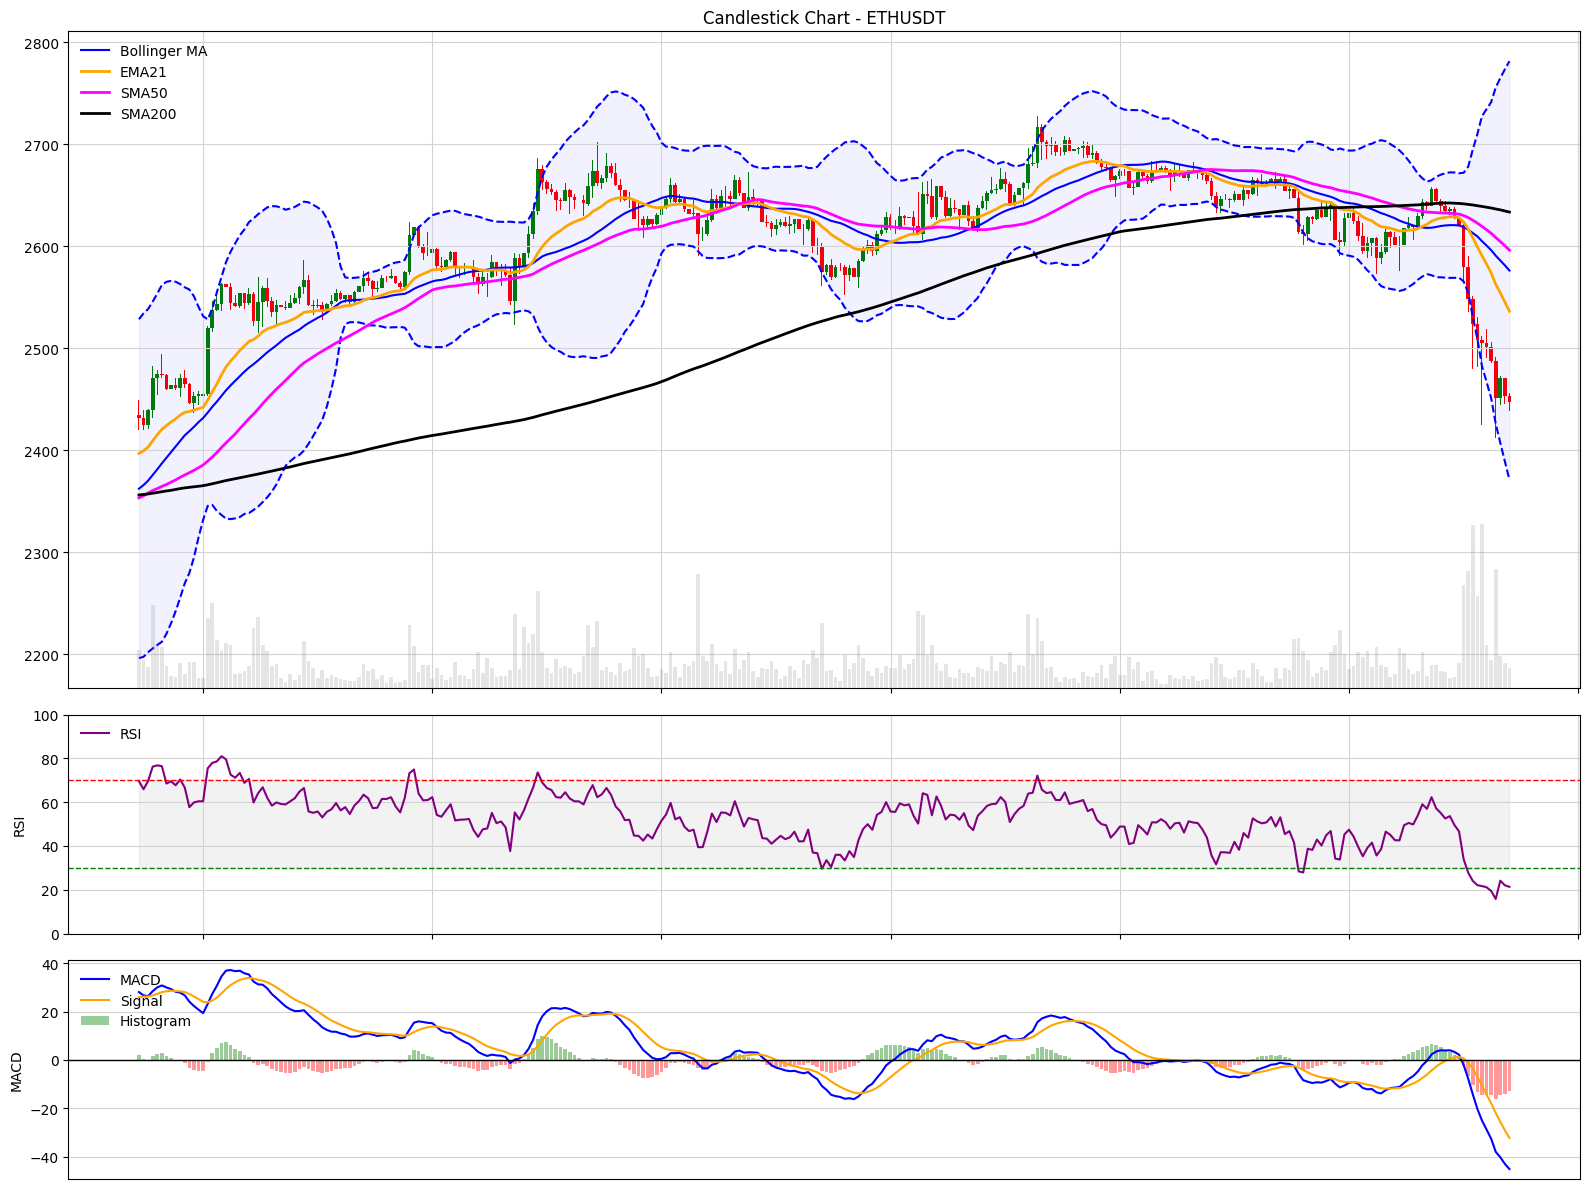 Candlestick Chart - ETHUSDT
Bollinger MA
EMA21
SMA50
SMA200
2800
2700
2600
2500
2400
2300
2200
RSI
RSI
100
80
60
40
20
0
MACD
Signal
Histogram
MACD
40
20
0
−20
−40